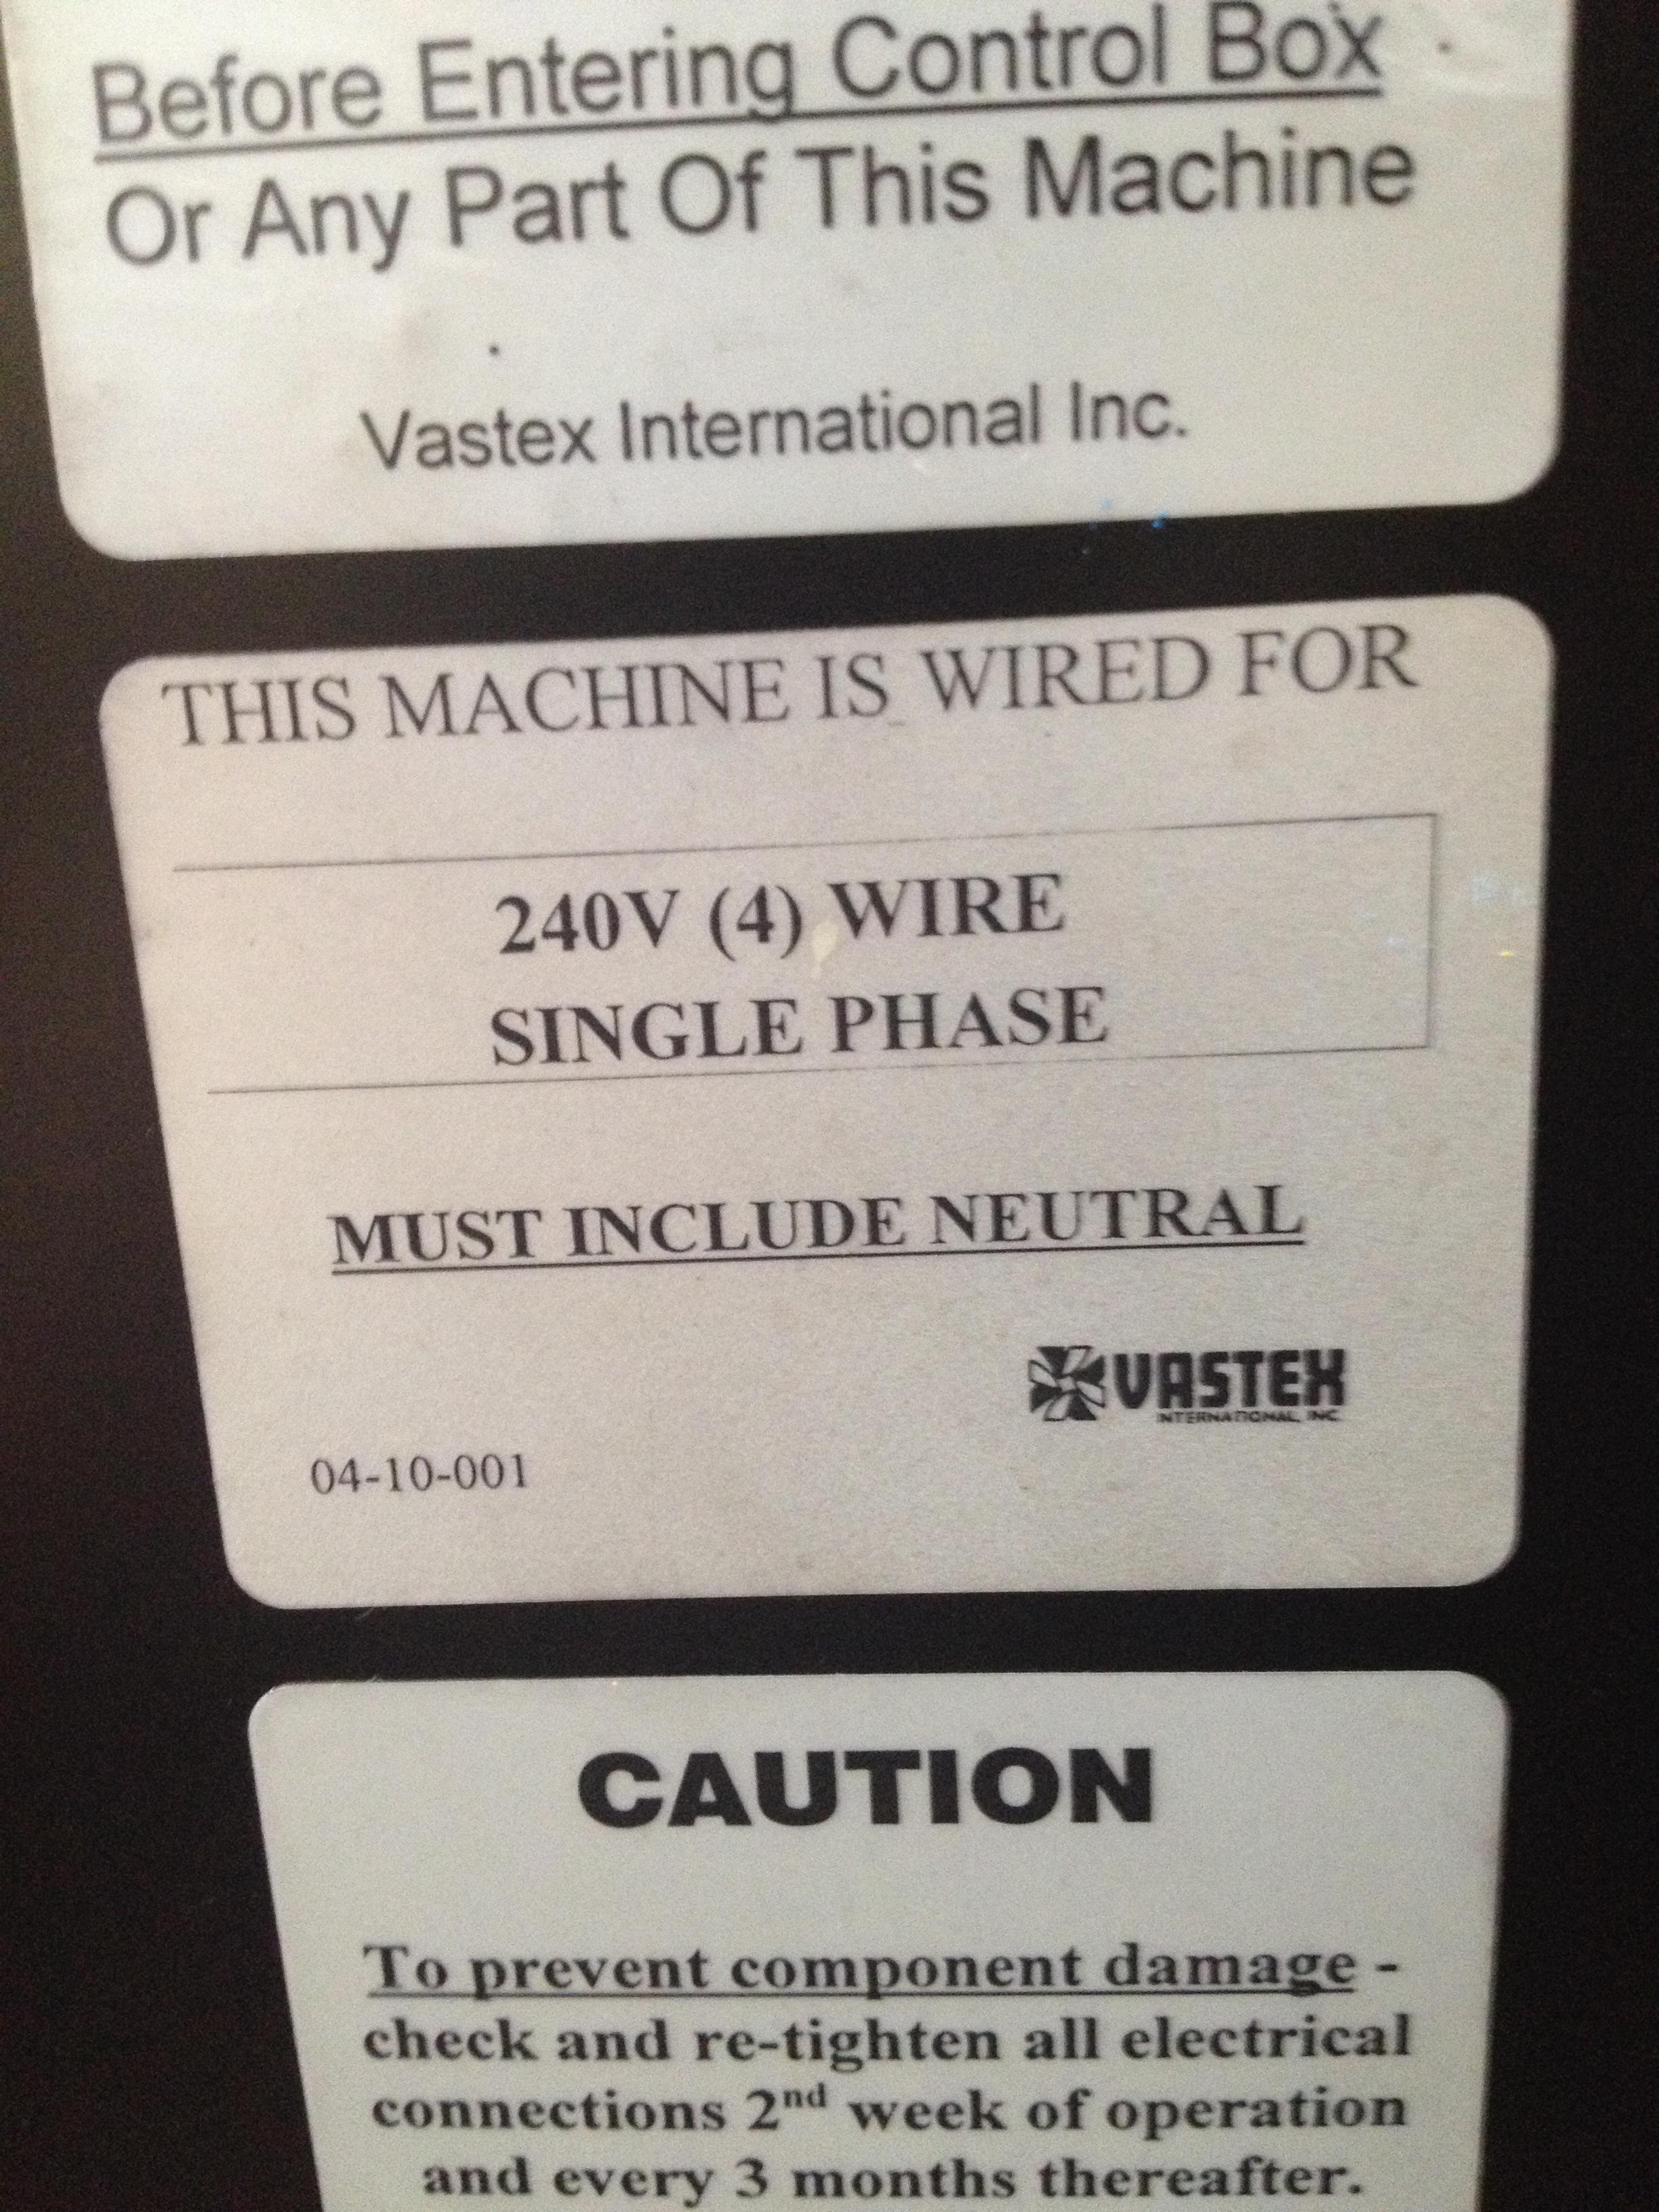 Before Entering Control Box
Or Any Part Of This Machine
Vastex International Inc.
THIS MACHINE IS WIRED FOR
240V (4) WIRE
SINGLE PHASE
MUST INCLUDE NEUTRAL
VASTEX
INTERNATIONAL, INC.
04-10-001
CAUTION
To prevent component damage -
check and re-tighten all electrical
connections 2nd week of operation
and every 3 months thereafter.